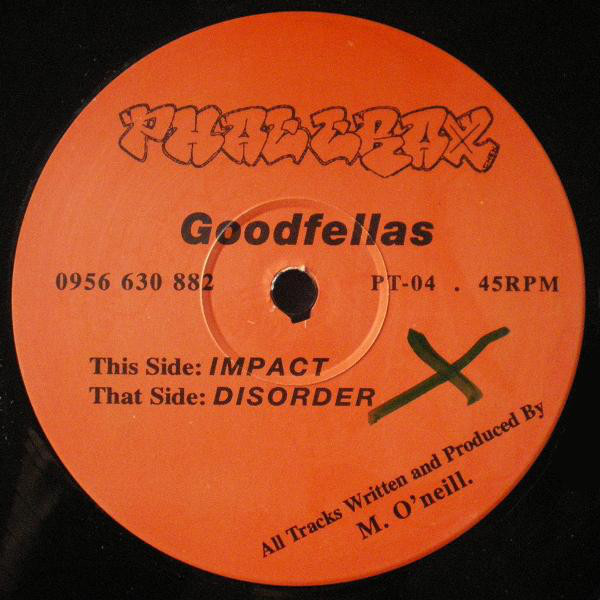 PHATTRAX
Goodfellas
0956 630 882
PT-04 . 45RPM
This Side: IMPACT
That Side: DISORDER
X
All Tracks Written and Produced By
M. O'neill.